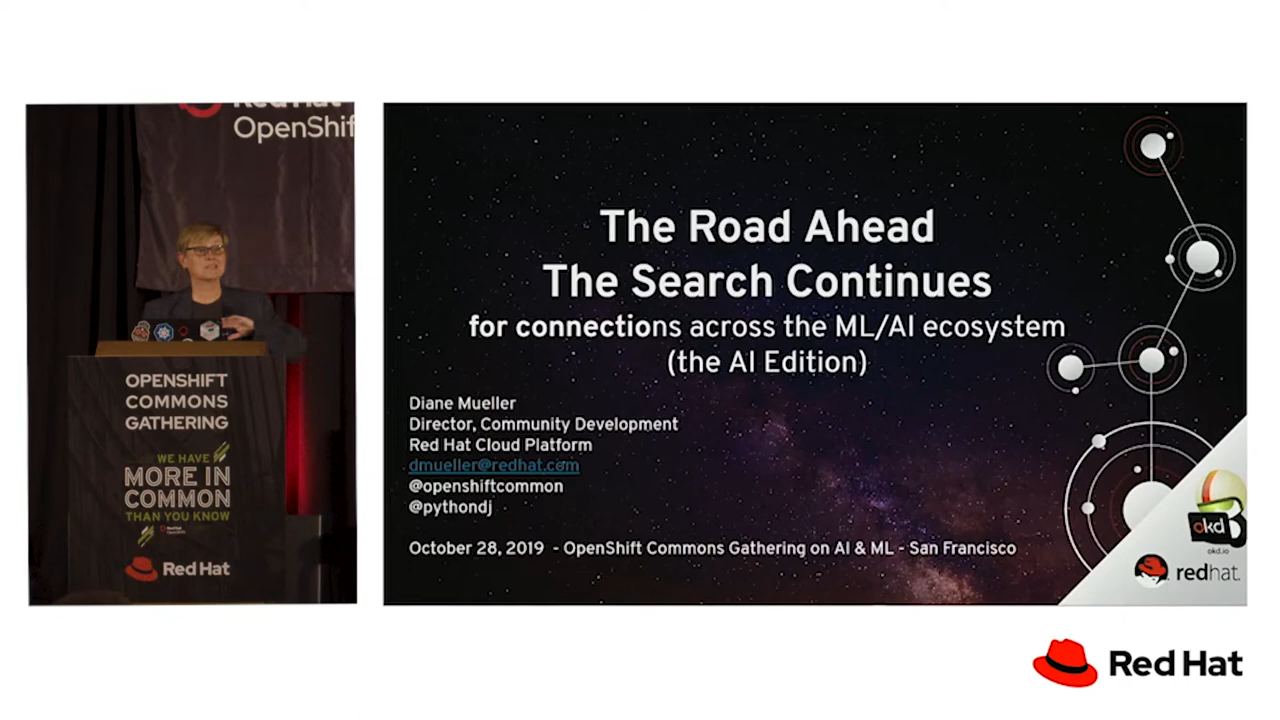 Red Hat
OpenShif
OPENSHIFT
COMMONS
GATHERING
WE HAVE
MORE IN
COMMON
THAN YOU KNOW
Red Hat
The Road Ahead
The Search Continues
for connections across the ML/AI ecosystem
(the AI Edition)
Diane Mueller
Director, Community Development
Red Hat Cloud Platform
dmueller@redhat.com
@openshiftcommon
@pythondj
October 28, 2019 - OpenShift Commons Gathering on AI & ML - San Francisco
okd
okd.io
redhat.
Red Hat